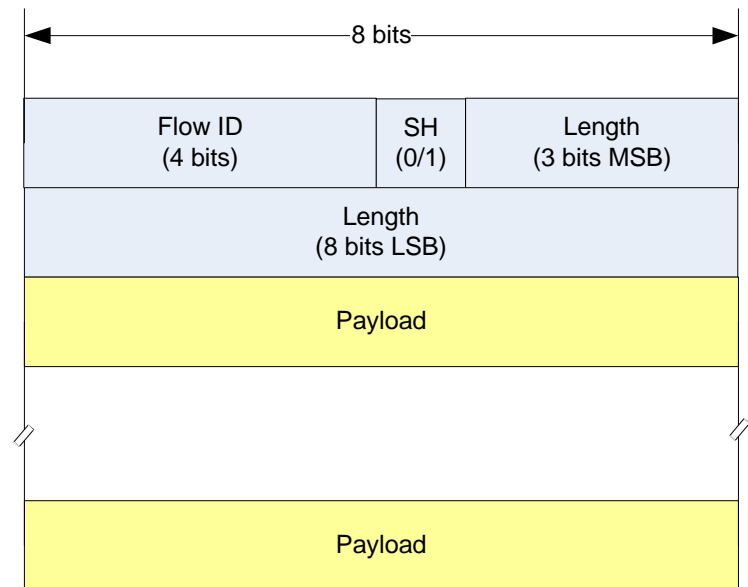 8 bits
Flow ID
(4 bits)
SH
(0/1)
Length
(3 bits MSB)
Length
(8 bits LSB)
Payload
Payload